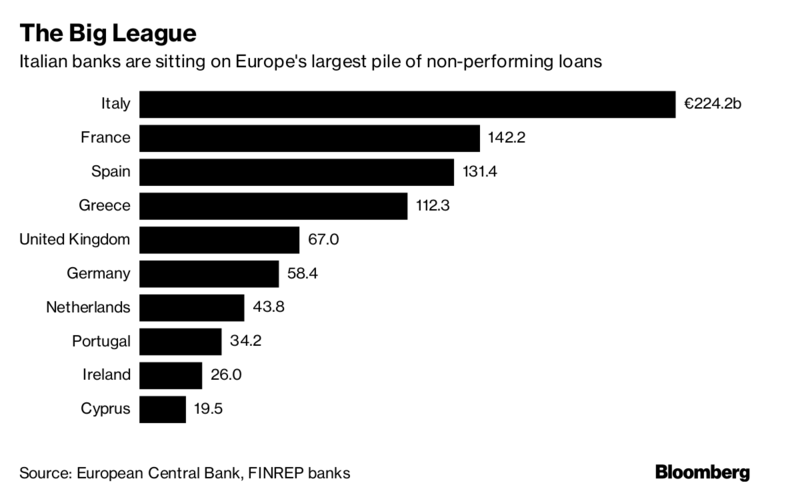 The Big League
Italian banks are sitting on Europe's largest pile of non-performing loans
Italy €224.2b
France 142.2
Spain 131.4
Greece 112.3
United Kingdom 67.0
Germany 58.4
Netherlands 43.8
Portugal 34.2
Ireland 26.0
Cyprus 19.5
Source: European Central Bank, FINREP banks
Bloomberg